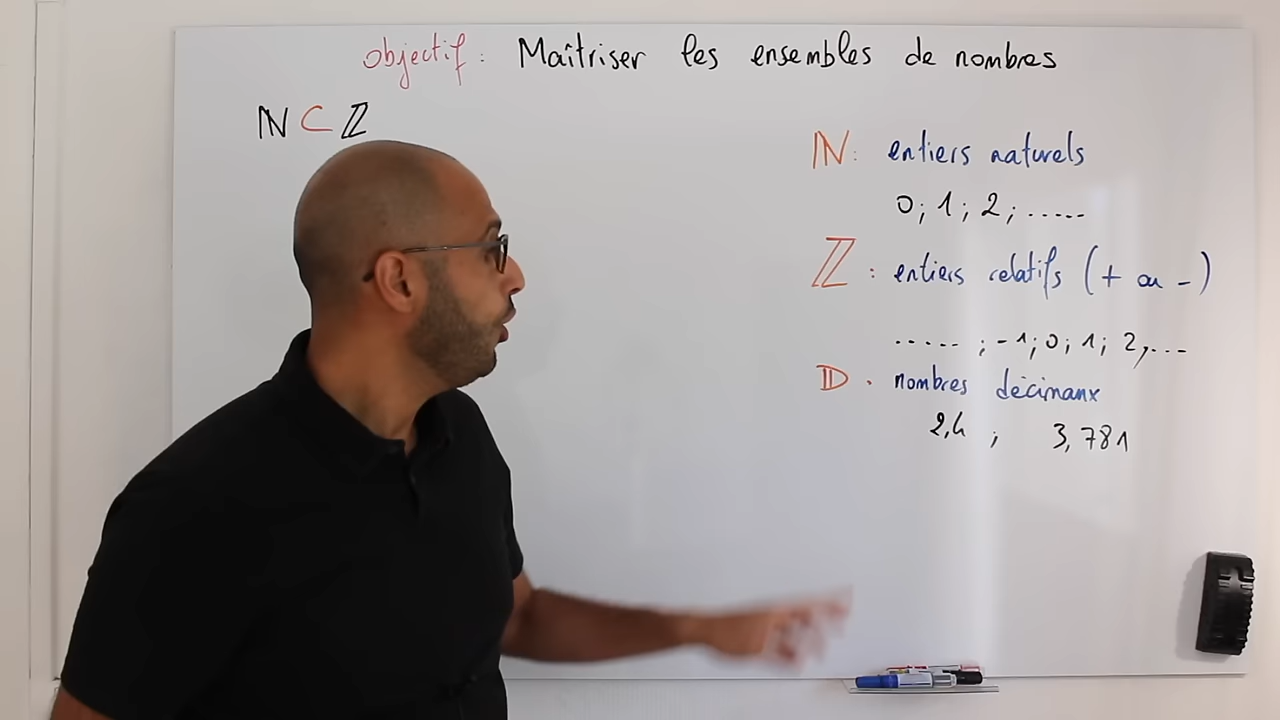 Objectif : Maîtriser les ensembles de nombres
ℕ ⊂ ℤ
ℕ : entiers naturels
0 ; 1 ; 2 ; .....
ℤ : entiers relatifs (+ ou -)
..... ; -1 ; 0 ; 1 ; 2, ...
𝔻 . nombres décimaux
2,4 ; 3,781